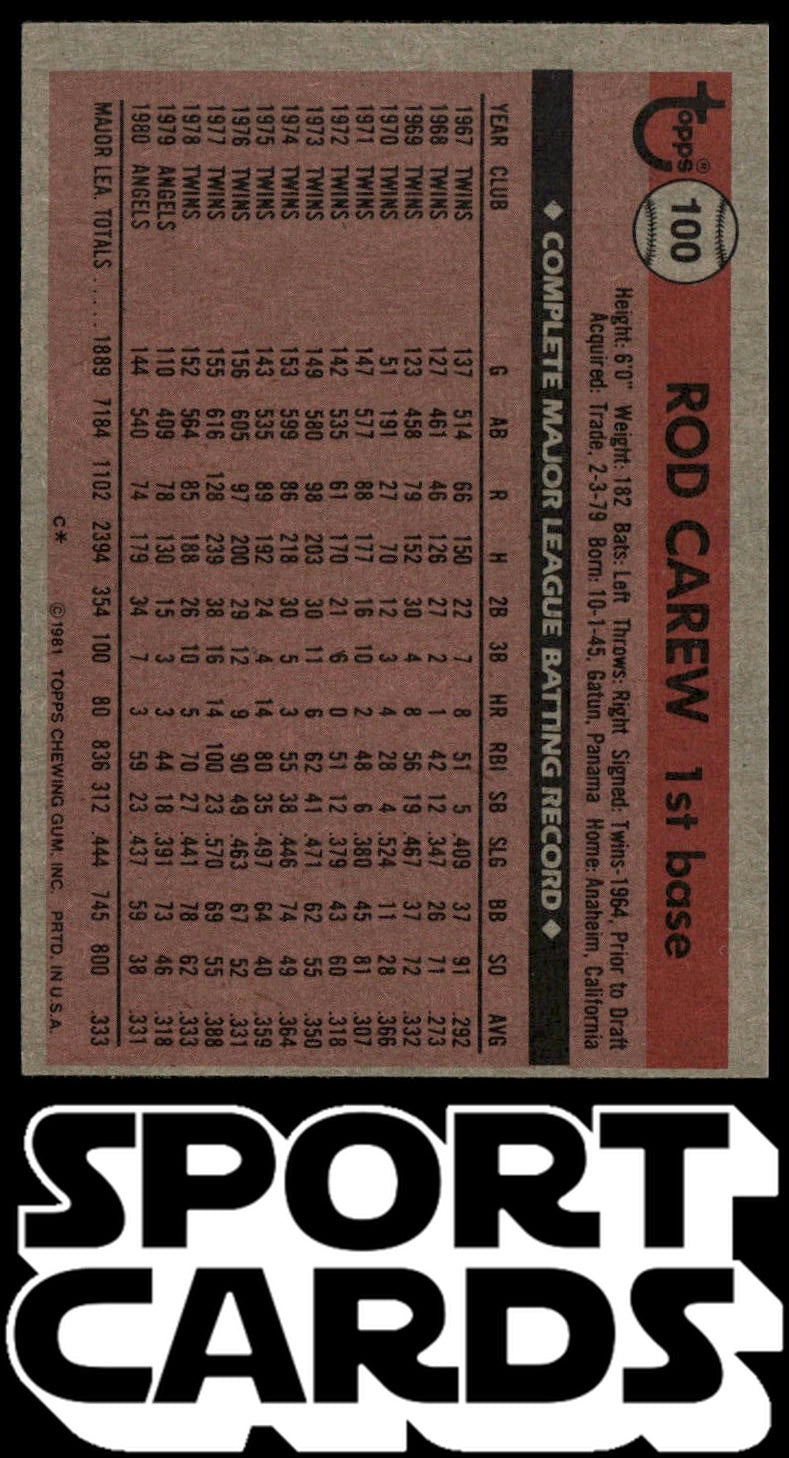 Topps®
100
ROD CAREW 1st base
Height: 6'0" Weight: 182 Bats: Left Throws: Right Signed: Twins-1964, Prior to Draft
Acquired: Trade, 2-3-79 Born: 10-1-45, Gatun, Panama Home: Anaheim, California
◆ COMPLETE MAJOR LEAGUE BATTING RECORD ◆
YEAR CLUB G AB R H 2B 3B HR RBI SB SLG BB SO AVG
1967 TWINS 137 514 66 150 22 7 8 51 5 .409 37 91 .292
1968 TWINS 127 461 46 126 27 2 1 42 12 .347 26 71 .273
1969 TWINS 123 458 79 152 30 4 8 56 19 .467 37 72 .332
1970 TWINS 51 191 27 70 12 3 4 28 4 .524 11 28 .366
1971 TWINS 147 577 88 177 16 10 2 48 6 .380 45 81 .307
1972 TWINS 142 535 61 170 21 6 0 51 12 .379 43 60 .318
1973 TWINS 149 580 98 203 30 11 6 62 41 .471 62 55 .350
1974 TWINS 153 599 86 218 30 5 3 55 38 .446 74 49 .364
1975 TWINS 143 535 89 192 24 4 14 80 35 .497 64 40 .359
1976 TWINS 156 605 97 200 29 12 9 90 49 .463 67 52 .331
1977 TWINS 155 616 128 239 38 16 14 100 23 .570 69 55 .388
1978 TWINS 152 564 85 188 26 10 5 70 27 .441 78 62 .333
1979 ANGELS 110 409 78 130 15 3 3 44 18 .391 73 46 .318
1980 ANGELS 144 540 74 179 34 7 3 59 23 .437 59 38 .331
MAJOR LEA. TOTALS ..... 1889 7184 1102 2394 354 100 80 836 312 .444 745 800 .333
C* ©1981 TOPPS CHEWING GUM, INC. PRTD. IN U.S.A.
SPORT
CARDS